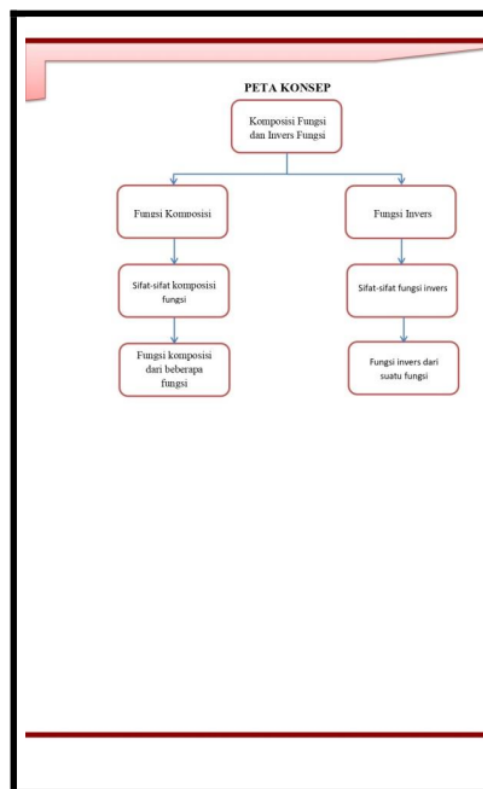 PETA KONSEP
Komposisi Fungsi
dan Invers Fungsi
Fungsi Komposisi
Fungsi Invers
Sifat-sifat komposisi
fungsi
Sifat-sifat fungsi invers
Fungsi komposisi
dari beberapa
fungsi
Fungsi invers dari
suatu fungsi